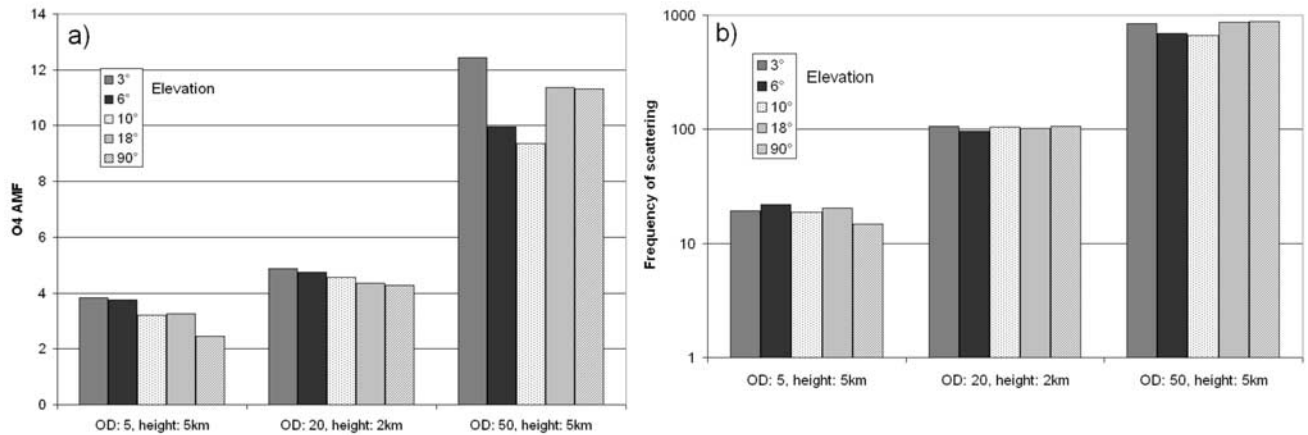 a)
14
12
10
8
6
4
2
0
O4 AMF
Elevation
3°
6°
10°
18°
90°
OD: 5, height: 5km
OD: 20, height: 2km
OD: 50, height: 5km
b)
1000
100
10
1
Frequency of scattering
Elevation
3°
6°
10°
18°
90°
OD: 5, height: 5km
OD: 20, height: 2km
OD: 50, height: 5km